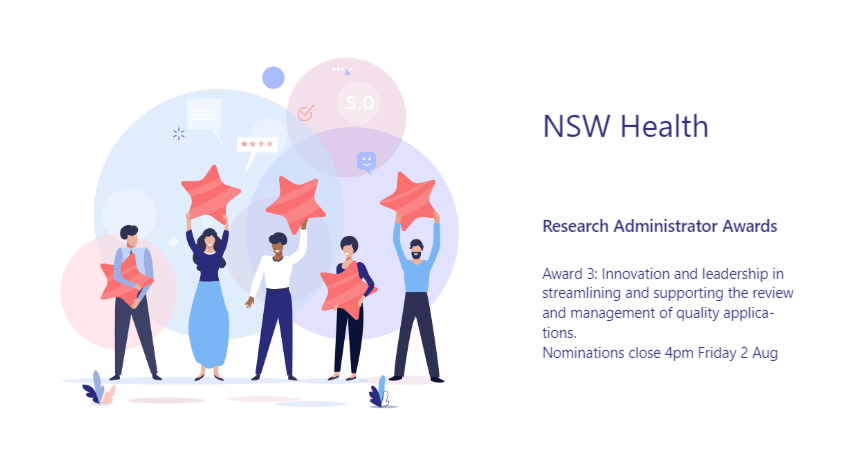 5.0
NSW Health
Research Administrator Awards
Award 3: Innovation and leadership in
streamlining and supporting the review
and management of quality applica-
tions.
Nominations close 4pm Friday 2 Aug